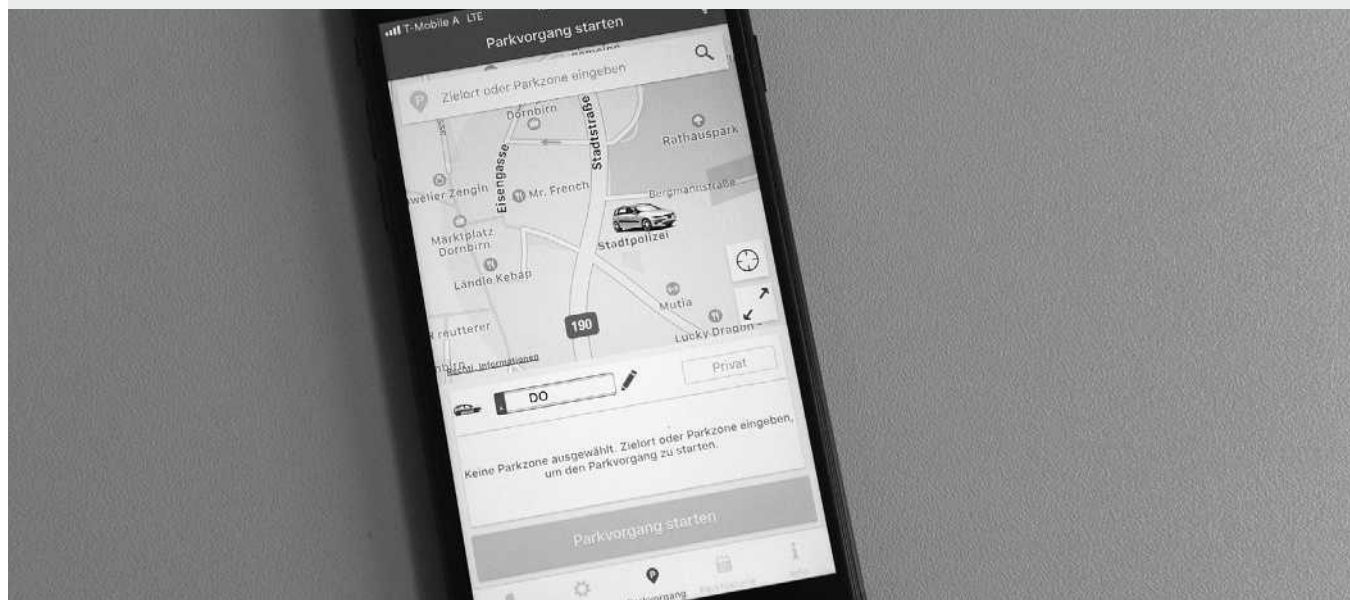 T-Mobile A LTE
Parkvorgang starten
Zielort oder Parkzone eingeben
Dornbirn
Stadtstraße
Rathauspark
Eisengasse
Mr. French
Bergmannstraße
Zengin
Marktplatz
Dornbirn
Stadtpolizei
Ländle Kebap
Mutia
190
Lucky Dragon
reutterer
Rechtl. Informationen
DO
Privat
Keine Parkzone ausgewählt. Zielort oder Parkzone eingeben,
um den Parkvorgang zu starten.
Parkvorgang starten